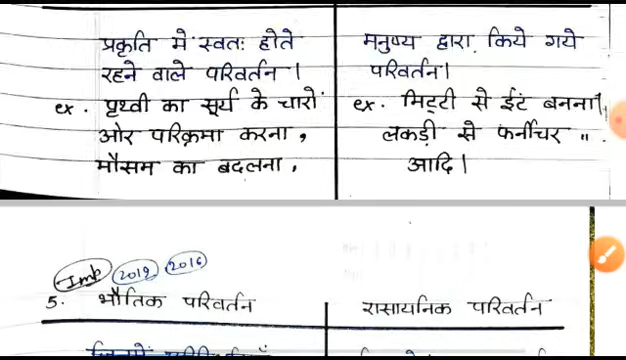 प्रकृति मे स्वतः होते
रहने वाले परिवर्तन।
ex. पृथ्वी का सूर्य के चारों
ओर परिक्रमा करना,
मौसम का बदलना,
मनुष्य द्वारा किये गये
परिवर्तन।
ex. मिट्टी से ईंट बनना,
लकड़ी से फर्नीचर "
आदि।
Imp 2019 2016
5. भौतिक परिवर्तन
रासायनिक परिवर्तन